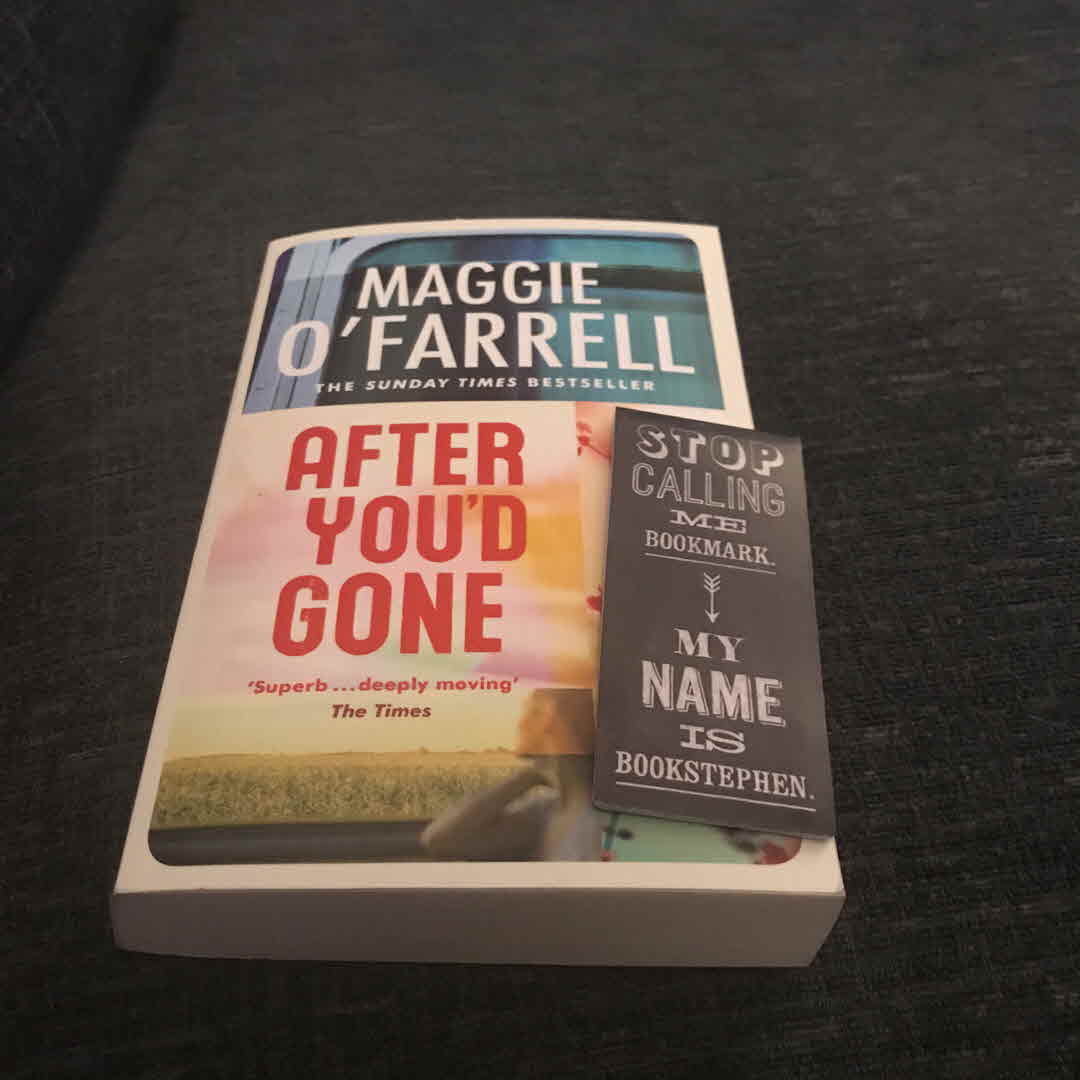 MAGGIE
O'FARRELL
THE SUNDAY TIMES BESTSELLER
AFTER
YOU'D
GONE
'Superb...deeply moving'
The Times
STOP
CALLING
ME
BOOKMARK.
MY
NAME
IS
BOOKSTEPHEN.